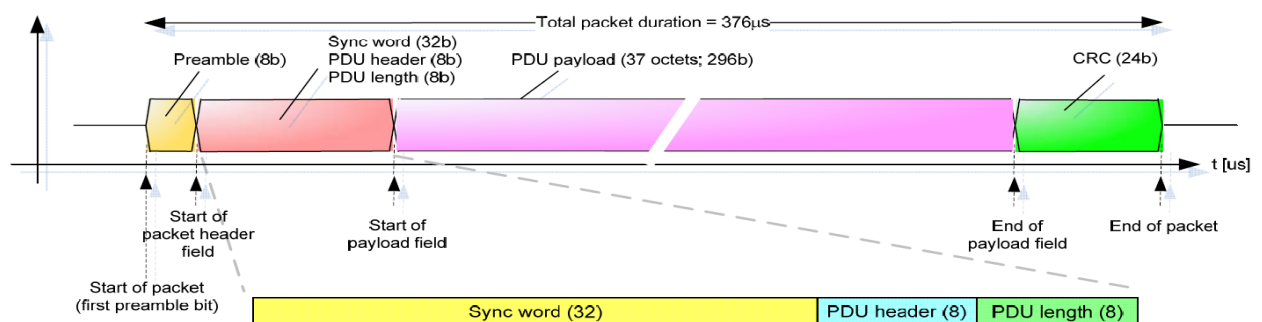 Total packet duration = 376µs
Preamble (8b)
Sync word (32b)
PDU header (8b)
PDU length (8b)
PDU payload (37 octets; 296b)
CRC (24b)
t [us]
Start of
packet header
field
Start of
payload field
End of
payload field
End of packet
Start of packet
(first preamble bit)
Sync word (32)
PDU header (8)
PDU length (8)